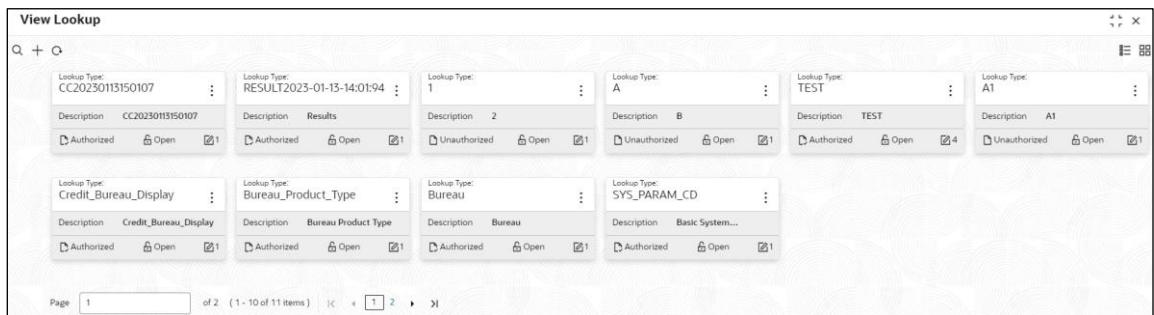 View Lookup
Lookup Type: Lookup Type: Lookup Type: Lookup Type: Lookup Type: Lookup Type:
CC20230113150107 RESULT2023-01-13-14:01:94 1 A TEST A1
Description CC20230113150107 Description Results Description 2 Description B Description TEST Description A1
Authorized Open 1 Authorized Open 1 Unauthorized Open 1 Unauthorized Open 1 Authorized Open 4 Unauthorized Open 1
Lookup Type: Lookup Type: Lookup Type: Lookup Type:
Credit_Bureau_Display Bureau_Product_Type Bureau SYS_PARAM_CD
Description Credit_Bureau_Display Description Bureau Product Type Description Bureau Description Basic System...
Authorized Open 1 Authorized Open 1 Authorized Open 1 Authorized Open 1
Page 1 of 2 (1 - 10 of 11 items) 1 2